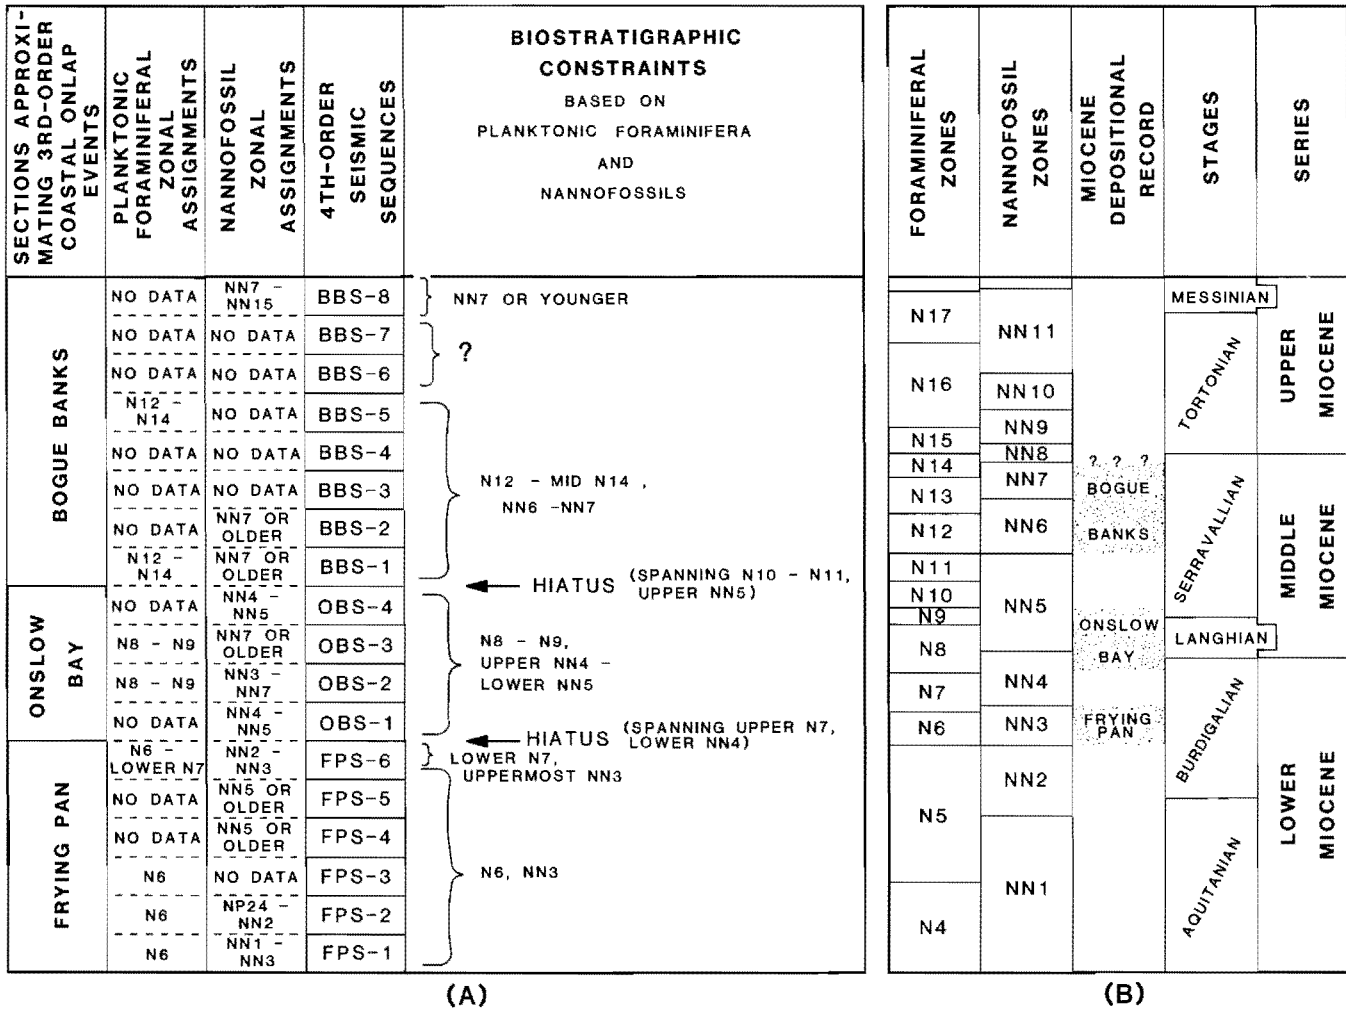 SECTIONS APPROXI-
MATING 3RD-ORDER
COASTAL ONLAP
EVENTS
PLANKTONIC
FORAMINIFERAL
ZONAL
ASSIGNMENTS
NANNOFOSSIL
ZONAL
ASSIGNMENTS
4TH-ORDER
SEISMIC
SEQUENCES
BIOSTRATIGRAPHIC
CONSTRAINTS
BASED ON
PLANKTONIC FORAMINIFERA
AND
NANNOFOSSILS
BOGUE BANKS
NO DATA
NN7 -
NN15
BBS-8
NN7 OR YOUNGER
NO DATA
NO DATA
BBS-7
?
NO DATA
NO DATA
BBS-6
N12 -
N14
NO DATA
BBS-5
NO DATA
NO DATA
BBS-4
N12 - MID N14 ,
NN6 -NN7
NO DATA
NO DATA
BBS-3
NO DATA
NN7 OR
OLDER
BBS-2
N12 -
N14
NN7 OR
OLDER
BBS-1
HIATUS (SPANNING N10 - N11,
UPPER NN5)
ONSLOW
BAY
NO DATA
NN4 -
NN5
OBS-4
N8 - N9
NN7 OR
OLDER
OBS-3
N8 - N9,
UPPER NN4 -
LOWER NN5
N8 - N9
NN3 -
NN7
OBS-2
NO DATA
NN4 -
NN5
OBS-1
HIATUS (SPANNING UPPER N7,
LOWER NN4)
FRYING PAN
N6 -
LOWER N7
NN2 -
NN3
FPS-6
LOWER N7,
UPPERMOST NN3
NO DATA
NN5 OR
OLDER
FPS-5
NO DATA
NN5 OR
OLDER
FPS-4
N6
NO DATA
FPS-3
N6, NN3
N6
NP24 -
NN2
FPS-2
N6
NN1 -
NN3
FPS-1
(A)
FORAMINIFERAL
ZONES
NANNOFOSSIL
ZONES
MIOCENE
DEPOSITIONAL
RECORD
STAGES
SERIES
N17
N16
N15
N14
N13
N12
N11
N10
N9
N8
N7
N6
N5
N4
NN11
NN10
NN9
NN8
NN7
NN6
NN5
NN4
NN3
NN2
NN1
? ? ?
BOGUE
BANKS
ONSLOW
BAY
FRYING
PAN
MESSINIAN
TORTONIAN
SERRAVALLIAN
LANGHIAN
BURDIGALIAN
AQUITANIAN
UPPER
MIOCENE
MIDDLE
MIOCENE
LOWER
MIOCENE
(B)